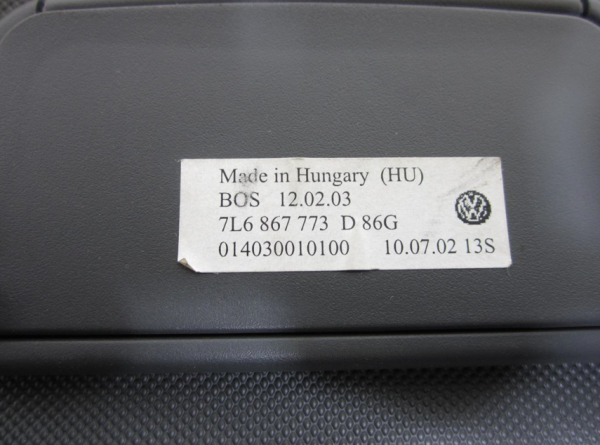 Made in Hungary (HU)
BOS 12.02.03
7L6 867 773 D 86G
014030010100 10.07.02 13S